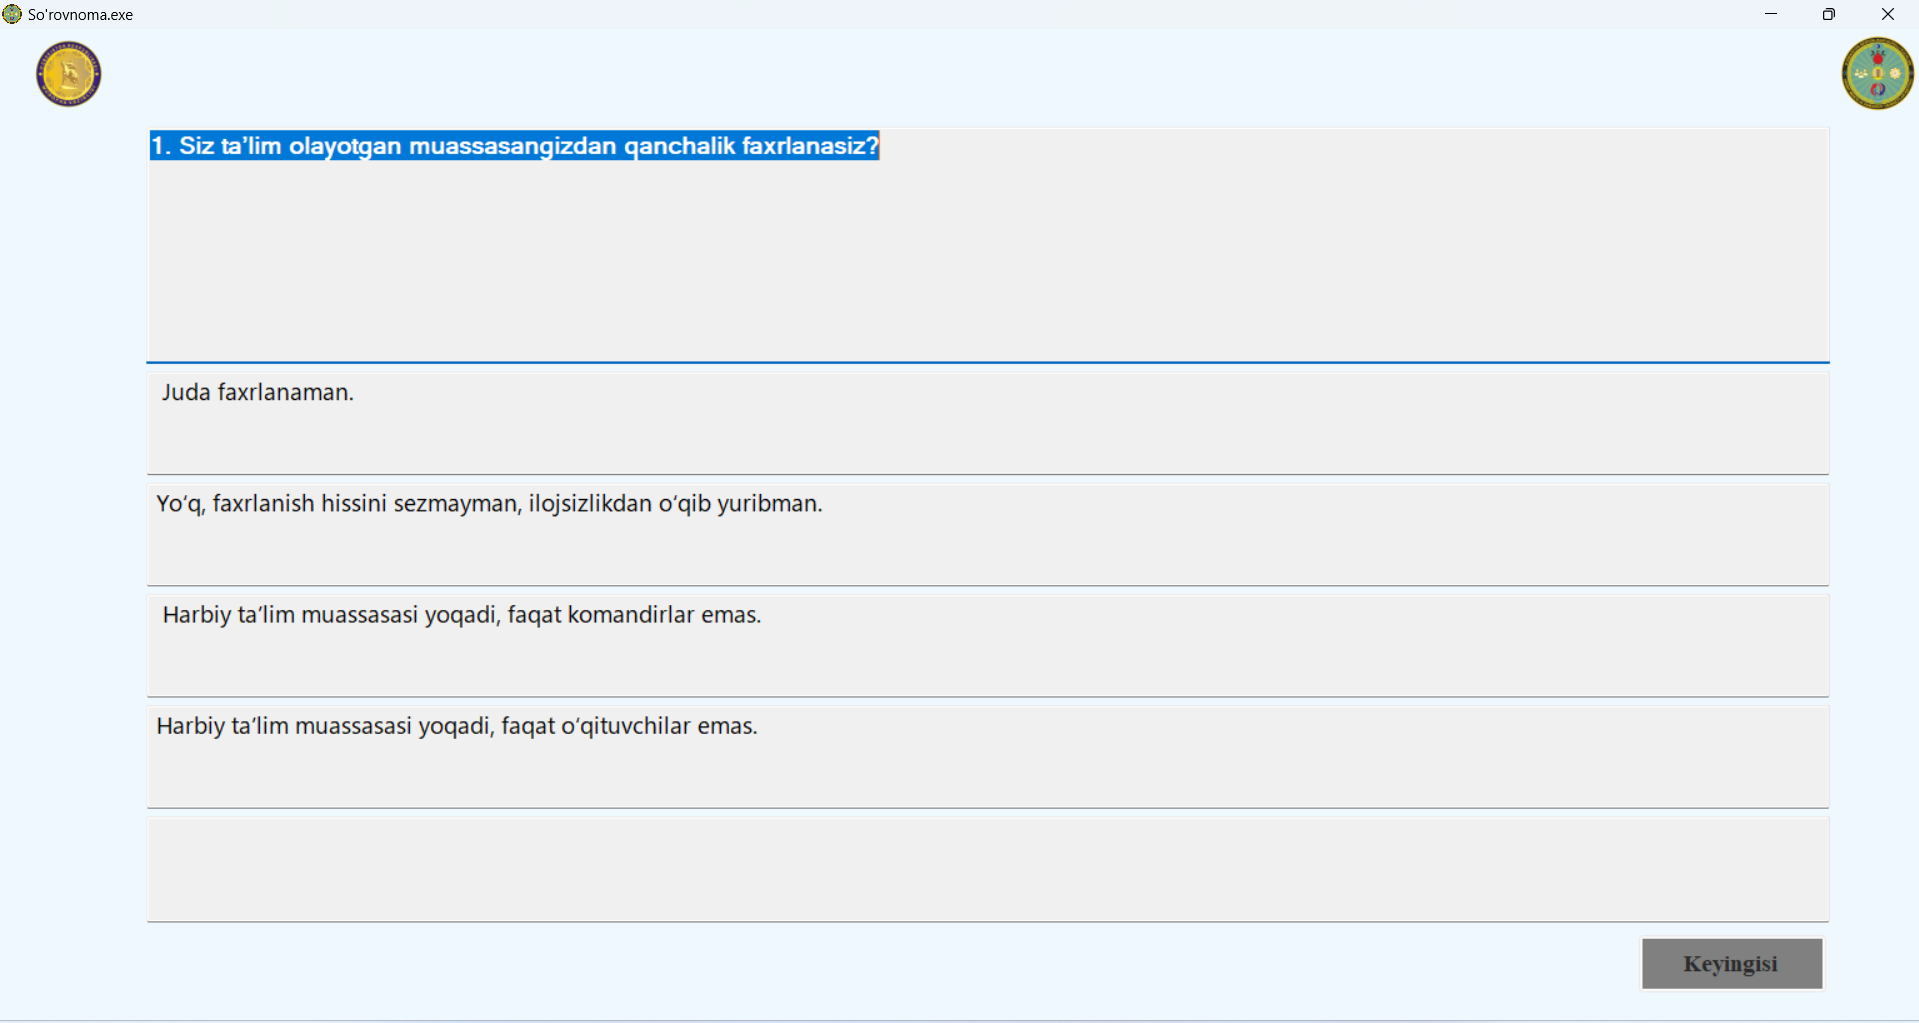 So'rovnoma.exe
1. Siz ta’lim olayotgan muassasangizdan qanchalik faxrlanasiz?
Juda faxrlanaman.
Yo‘q, faxrlanish hissini sezmayman, ilojsizlikdan o‘qib yuribman.
Harbiy ta’lim muassasasi yoqadi, faqat komandirlar emas.
Harbiy ta’lim muassasasi yoqadi, faqat o‘qituvchilar emas.
Keyingisi